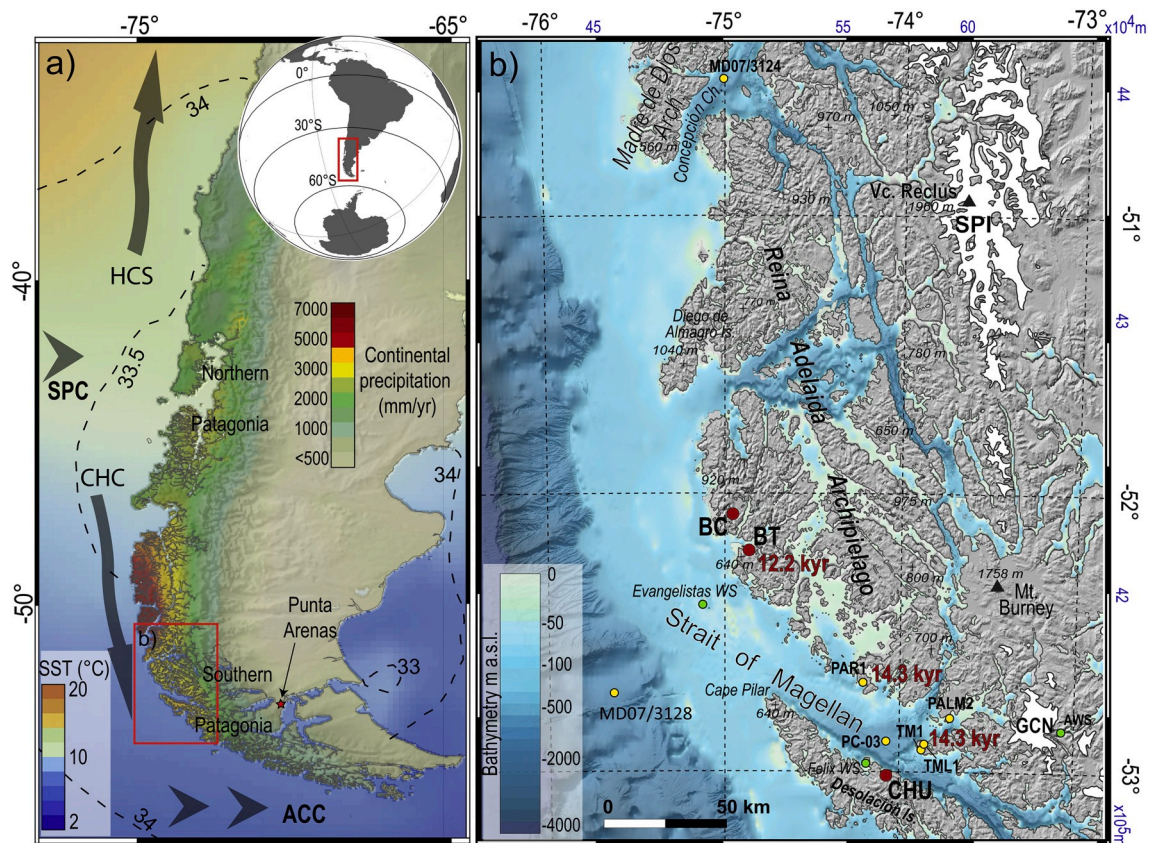 -75°
-65°
a)
34
0°
30°S
60°S
HCS
-40°
33.5
SPC
Northern
Patagonia
7000
5000
3000
2000
1000
<500
Continental
precipitation
(mm/yr)
CHC
34
-50°
b)
Punta
Arenas
SST (°C)
20
10
2
Southern
Patagonia
33
34
ACC
-76°
45
-75°
55
-74°
60
-73°
x10⁴m
b)
MD07/3124
Madre de Dios
Arch.
560 m
Concepción Ch.
970 m
1050 m
44
930 m
Vc. Reclus
1960 m
SPI
-51°
Reina
770 m
Diego de
Almagro Is.
1040 m
43
Adelaida
780 m
650 m
920 m
975 m
-52°
BC
BT
12.2 kyr
640 m
Archipielago
800 m
1758 m
Mt.
Burney
42
Evangelistas WS
Strait of Magellan
700 m
PAR1
14.3 kyr
Cape Pilar
640 m
MD07/3128
PALM2
GCN
AWS
PC-03
TM1
14.3 kyr
TML1
Felix WS
CHU
Desolación Is.
-53°
Bathymetry m a.s.l.
0
-50
-100
-500
-1000
-2000
-4000
0
50 km
x10⁵m